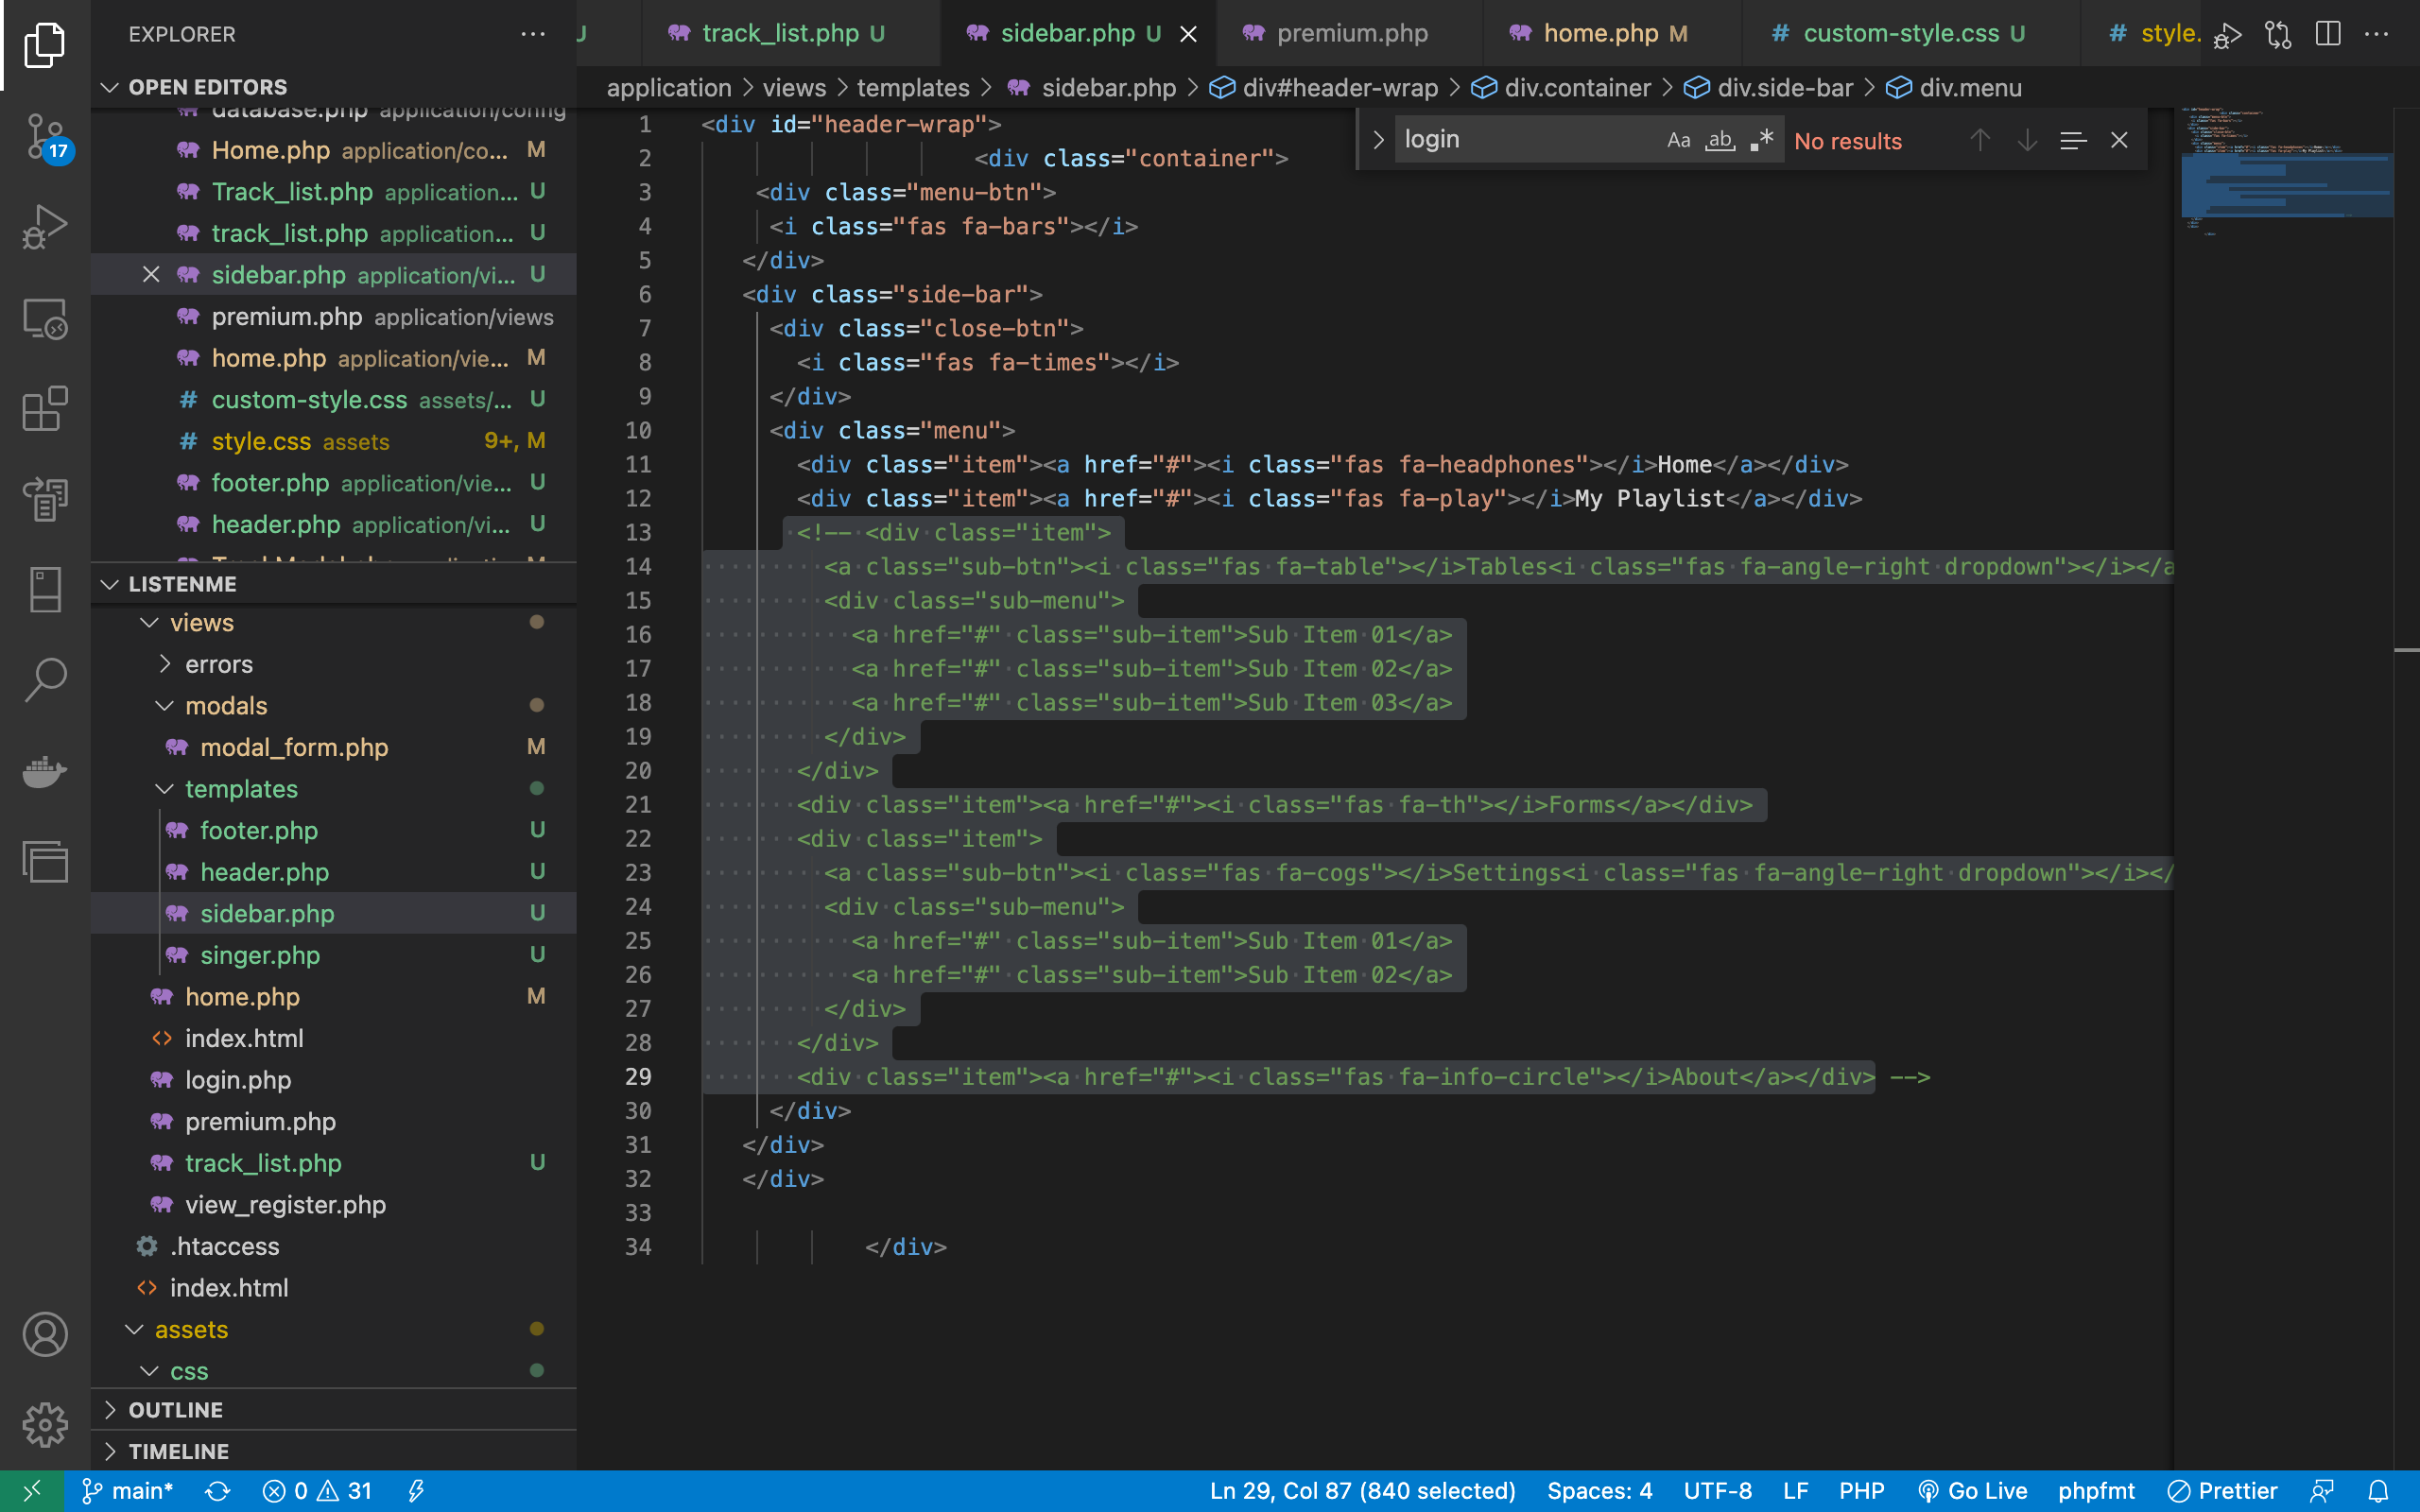 EXPLORER
OPEN EDITORS
database.php application/config
Home.php application/co... M
Track_list.php application... U
track_list.php application... U
sidebar.php application/vi... U
premium.php application/views
home.php application/vie... M
custom-style.css assets/... U
style.css assets 9+, M
footer.php application/vie... U
header.php application/vi... U
LISTENME
views
errors
modals
modal_form.php M
templates
footer.php U
header.php U
sidebar.php U
singer.php U
home.php M
index.html
login.php
premium.php
track_list.php U
view_register.php
.htaccess
index.html
assets
css
OUTLINE
TIMELINE
17
U track_list.php U sidebar.php U premium.php home.php M custom-style.css U style.
application > views > templates > sidebar.php > div#header-wrap > div.container > div.side-bar > div.menu
login Aa ab .* No results
1 <div id="header-wrap">
2 <div class="container">
3 <div class="menu-btn">
4 <i class="fas fa-bars"></i>
5 </div>
6 <div class="side-bar">
7 <div class="close-btn">
8 <i class="fas fa-times"></i>
9 </div>
10 <div class="menu">
11 <div class="item"><a href="#"><i class="fas fa-headphones"></i>Home</a></div>
12 <div class="item"><a href="#"><i class="fas fa-play"></i>My Playlist</a></div>
13 <!-- <div class="item">
14 <a class="sub-btn"><i class="fas fa-table"></i>Tables<i class="fas fa-angle-right dropdown"></i></a
15 <div class="sub-menu">
16 <a href="#" class="sub-item">Sub Item 01</a>
17 <a href="#" class="sub-item">Sub Item 02</a>
18 <a href="#" class="sub-item">Sub Item 03</a>
19 </div>
20 </div>
21 <div class="item"><a href="#"><i class="fas fa-th"></i>Forms</a></div>
22 <div class="item">
23 <a class="sub-btn"><i class="fas fa-cogs"></i>Settings<i class="fas fa-angle-right dropdown"></i></
24 <div class="sub-menu">
25 <a href="#" class="sub-item">Sub Item 01</a>
26 <a href="#" class="sub-item">Sub Item 02</a>
27 </div>
28 </div>
29 <div class="item"><a href="#"><i class="fas fa-info-circle"></i>About</a></div> -->
30 </div>
31 </div>
32 </div>
33
34 </div>
main* 0 31 Ln 29, Col 87 (840 selected) Spaces: 4 UTF-8 LF PHP Go Live phpfmt Prettier